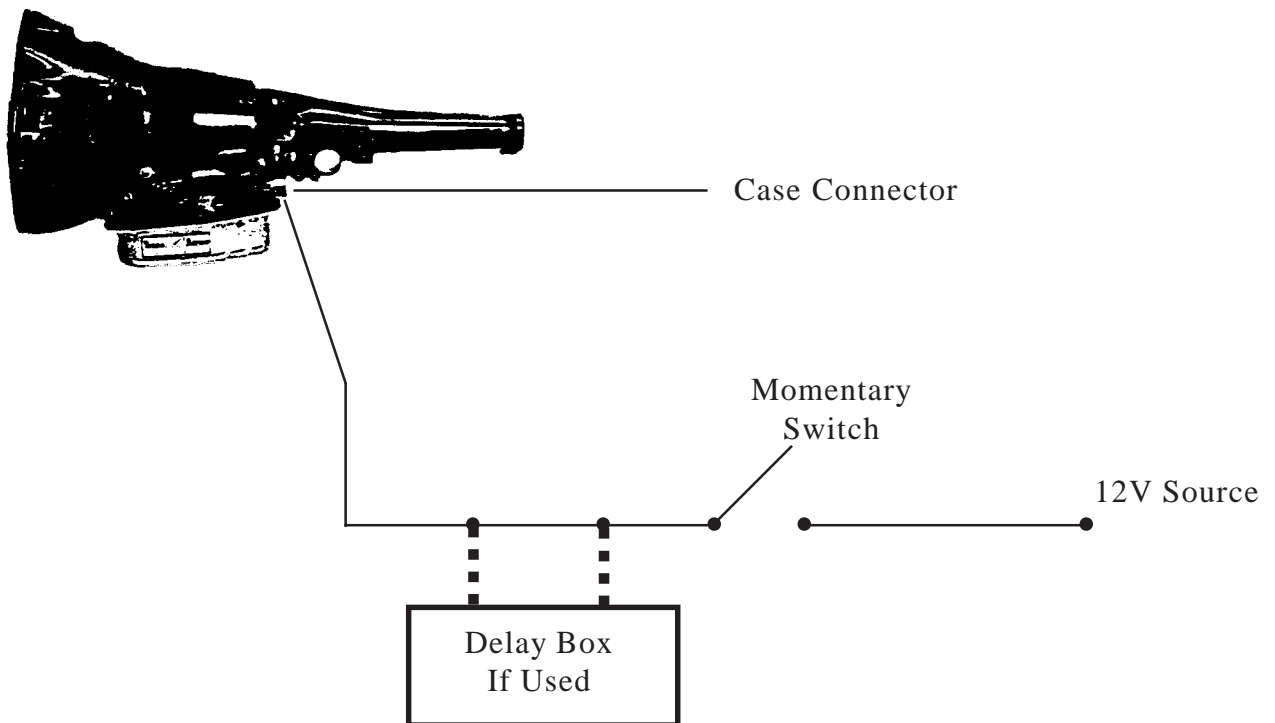 Case Connector
Momentary
Switch
12V Source
Delay Box
If Used